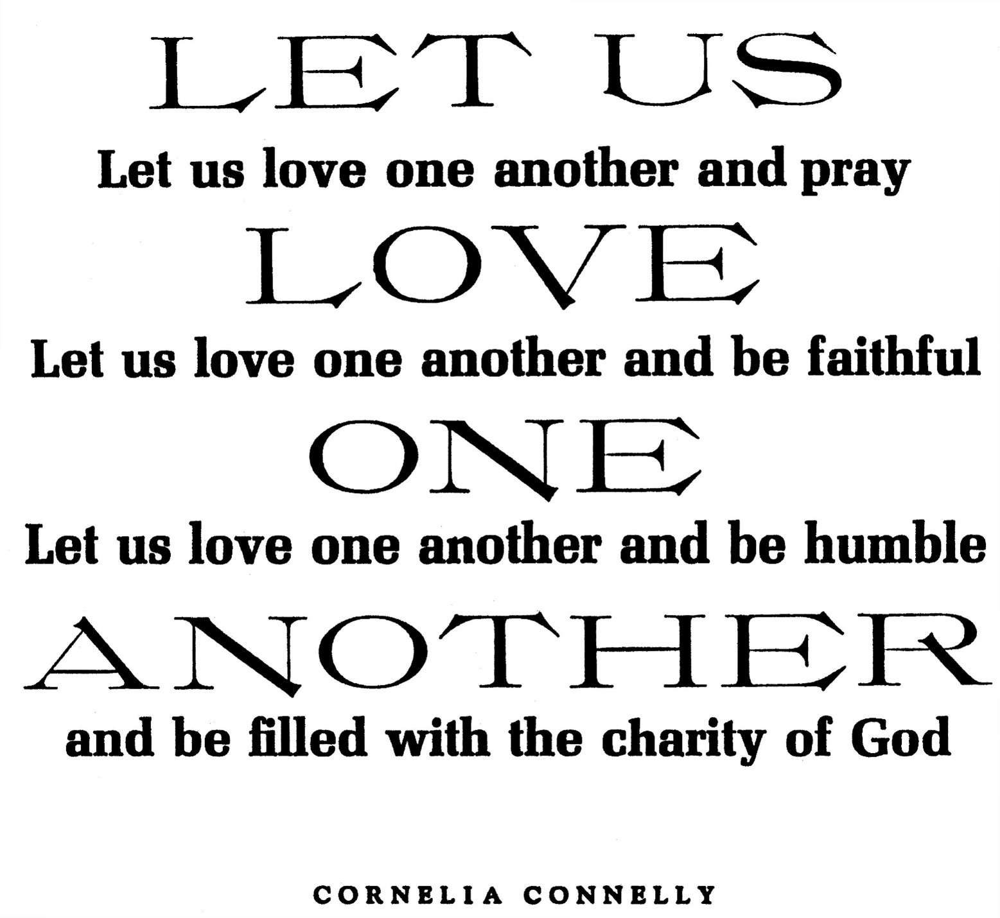 LET US
Let us love one another and pray
LOVE
Let us love one another and be faithful
ONE
Let us love one another and be humble
ANOTHER
and be filled with the charity of God
CORNELIA CONNELLY